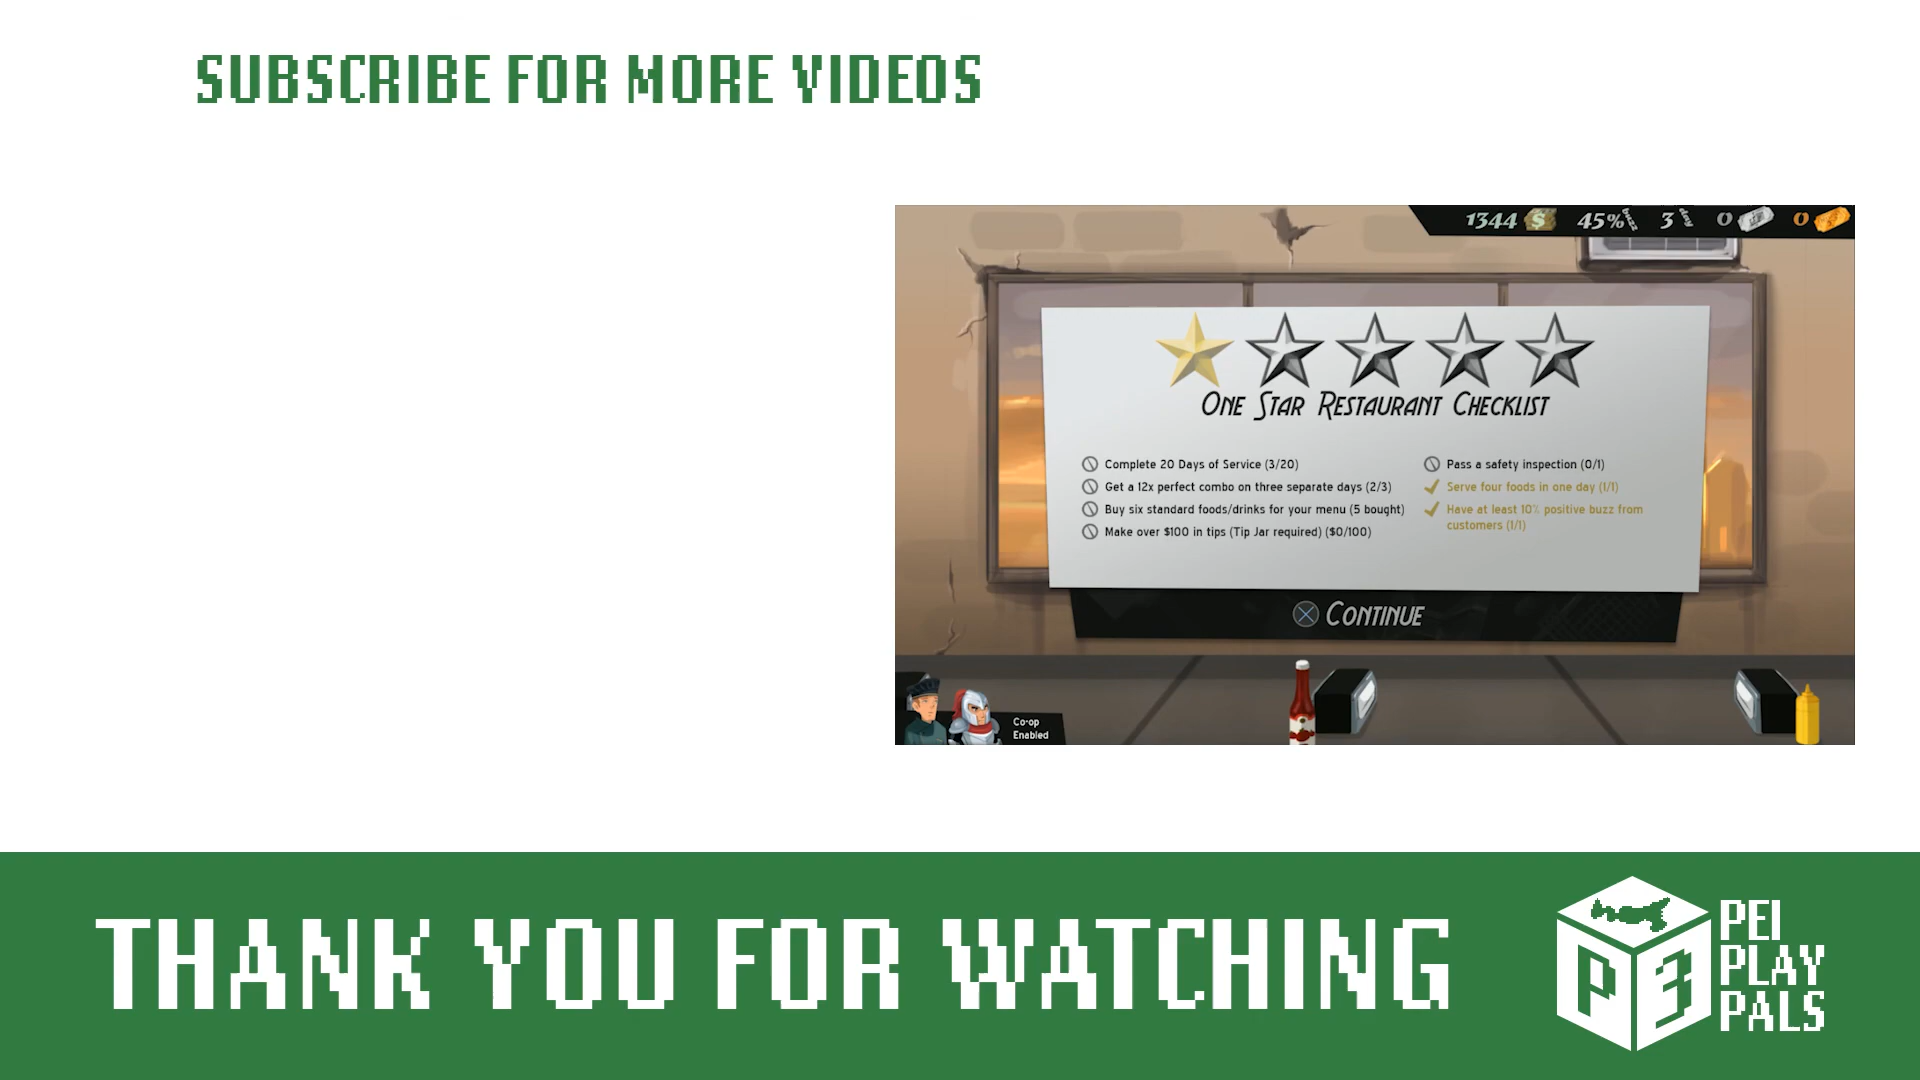 SUBSCRIBE FOR MORE VIDEOS
1344 $ 45% buzz 3 day 0 0
ONE STAR RESTAURANT CHECKLIST
Complete 20 Days of Service (3/20)
Get a 12x perfect combo on three separate days (2/3)
Buy six standard foods/drinks for your menu (5 bought)
Make over $100 in tips (Tip Jar required) ($0/100)
Pass a safety inspection (0/1)
Serve four foods in one day (1/1)
Have at least 10% positive buzz from
customers (1/1)
CONTINUE
Co-op
Enabled
THANK YOU FOR WATCHING
P3
PEI
PLAY
PALS